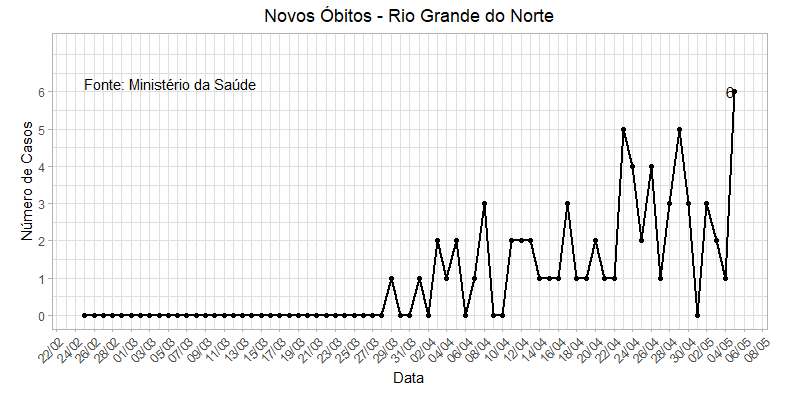 Novos Óbitos - Rio Grande do Norte
Fonte: Ministério da Saúde
6
6
5
4
3
2
1
0
Número de Casos
22/02 24/02 26/02 28/02 01/03 03/03 05/03 07/03 09/03 11/03 13/03 15/03 17/03 19/03 21/03 23/03 25/03 27/03 29/03 31/03 02/04 04/04 06/04 08/04 10/04 12/04 14/04 16/04 18/04 20/04 22/04 24/04 26/04 28/04 30/04 02/05 04/05 06/05 08/05
Data